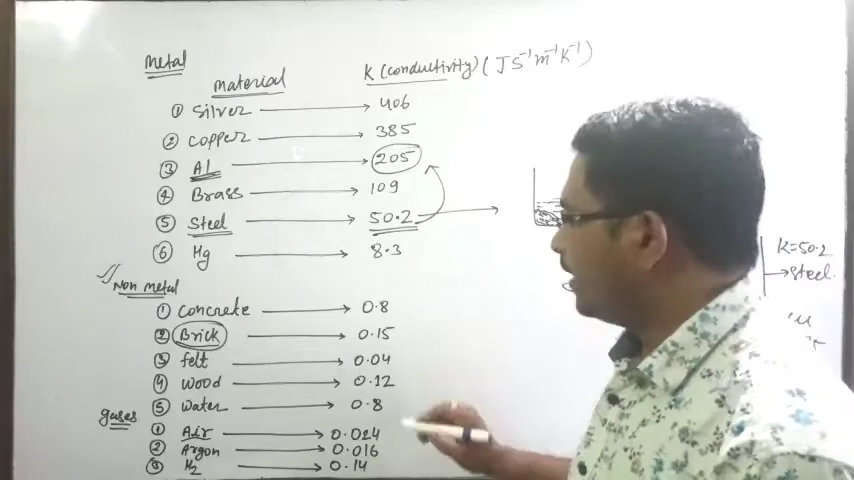 Metal
Material K (conductivity) (JS⁻¹m⁻¹K⁻¹)
① Silver → 406
② Copper → 385
③ Al → 205
④ Brass → 109
⑤ Steel → 50.2 →
⑥ Hg → 8.3
K=50.2
→ Steel.
Non metal
① Concrete → 0.8
② Brick → 0.15
③ felt → 0.04
④ Wood → 0.12
⑤ Water → 0.8
gases
① Air → 0.024
② Argon → 0.016
③ H₂ → 0.14